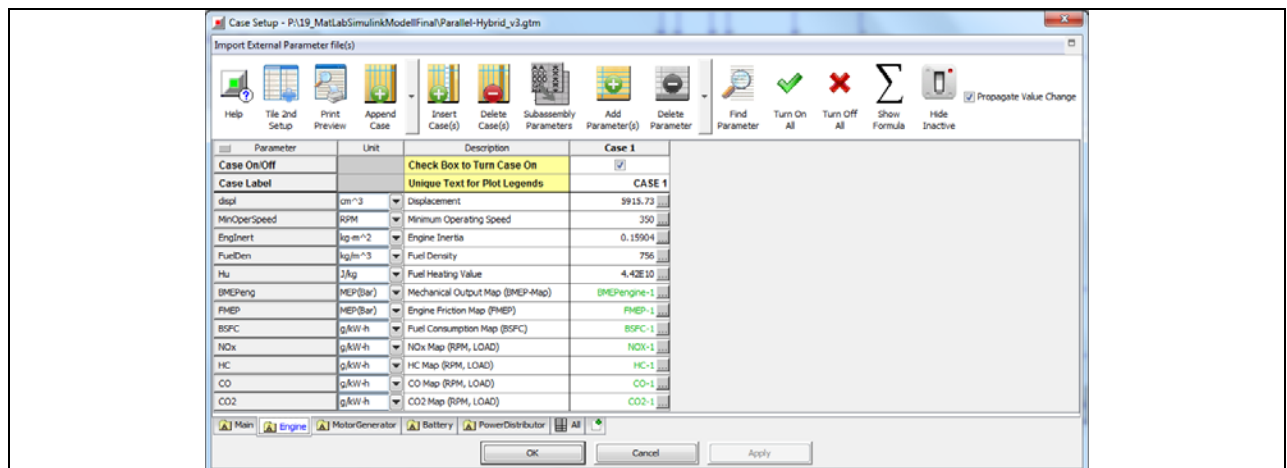 Case Setup - P:\19_MatLabSimulinkModellFinal\Parallel-Hybrid_v3.gtm
Import External Parameter file(s)
Help
Tile 2nd Setup
Print Preview
Append Case
Insert Case(s)
Delete Case(s)
Subassembly Parameters
Add Parameter(s)
Delete Parameter
Find Parameter
Turn On All
Turn Off All
Show Formula
Hide Inactive
Propagate Value Change
Parameter Unit Description Case 1
Case On/Off Check Box to Turn Case On
Case Label Unique Text for Plot Legends CASE 1
displ cm^3 Displacement 5915.73 ...
MinOperSpeed RPM Minimum Operating Speed 350 ...
EngInert kg-m^2 Engine Inertia 0.15904 ...
FuelDen kg/m^3 Fuel Density 756 ...
Hu J/kg Fuel Heating Value 4.42E10 ...
BMEPeng MEP(Bar) Mechanical Output Map (BMEP-Map) BMEPengine-1 ...
FMEP MEP(Bar) Engine Friction Map (FMEP) FMEP-1 ...
BSFC g/kW-h Fuel Consumption Map (BSFC) BSFC-1 ...
NOx g/kW-h NOx Map (RPM, LOAD) NOX-1 ...
HC g/kW-h HC Map (RPM, LOAD) HC-1 ...
CO g/kW-h CO Map (RPM, LOAD) CO-1 ...
CO2 g/kW-h CO2 Map (RPM, LOAD) CO2-1 ...
Main Engine MotorGenerator Battery PowerDistributor All
OK Cancel Apply